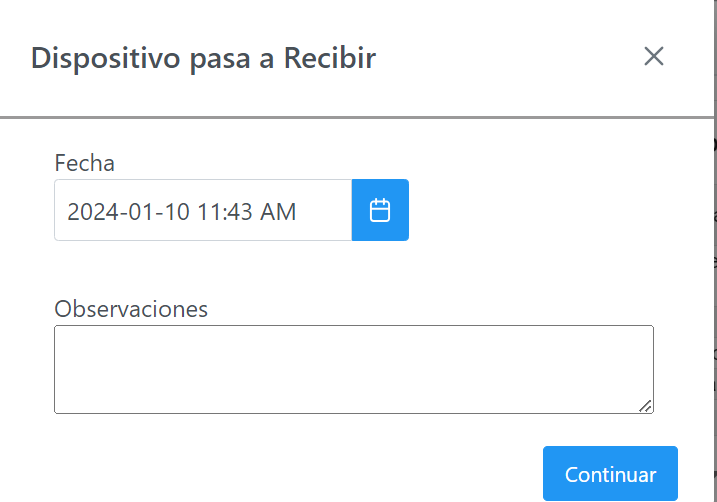 Dispositivo pasa a Recibir
Fecha
2024-01-10 11:43 AM
Observaciones
Continuar